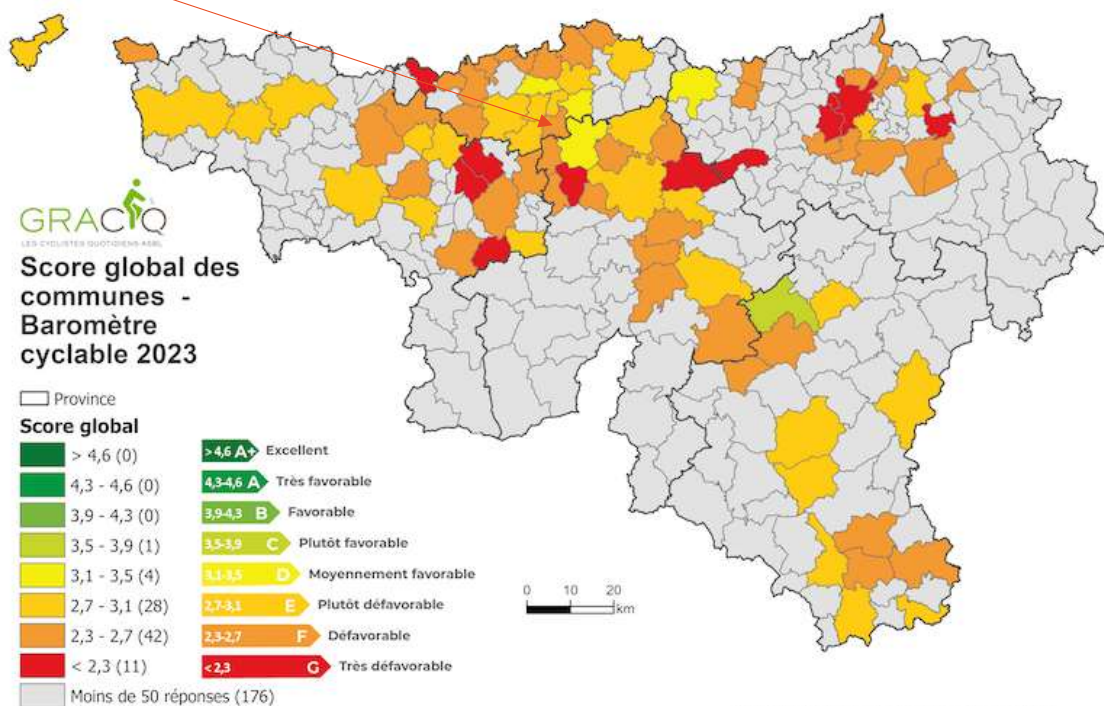 GRACQ
LES CYCLISTES QUOTIDIENS ASBL
Score global des
communes -
Baromètre
cyclable 2023
Province
Score global
> 4,6 (0)
4,3 - 4,6 (0)
3,9 - 4,3 (0)
3,5 - 3,9 (1)
3,1 - 3,5 (4)
2,7 - 3,1 (28)
2,3 - 2,7 (42)
< 2,3 (11)
Moins de 50 réponses (176)
> 4,6 A+ Excellent
4,3-4,6 A Très favorable
3,9-4,3 B Favorable
3,5-3,9 C Plutôt favorable
3,1-3,5 D Moyennement favorable
2,7-3,1 E Plutôt défavorable
2,3-2,7 F Défavorable
< 2,3 G Très défavorable
0 10 20
km